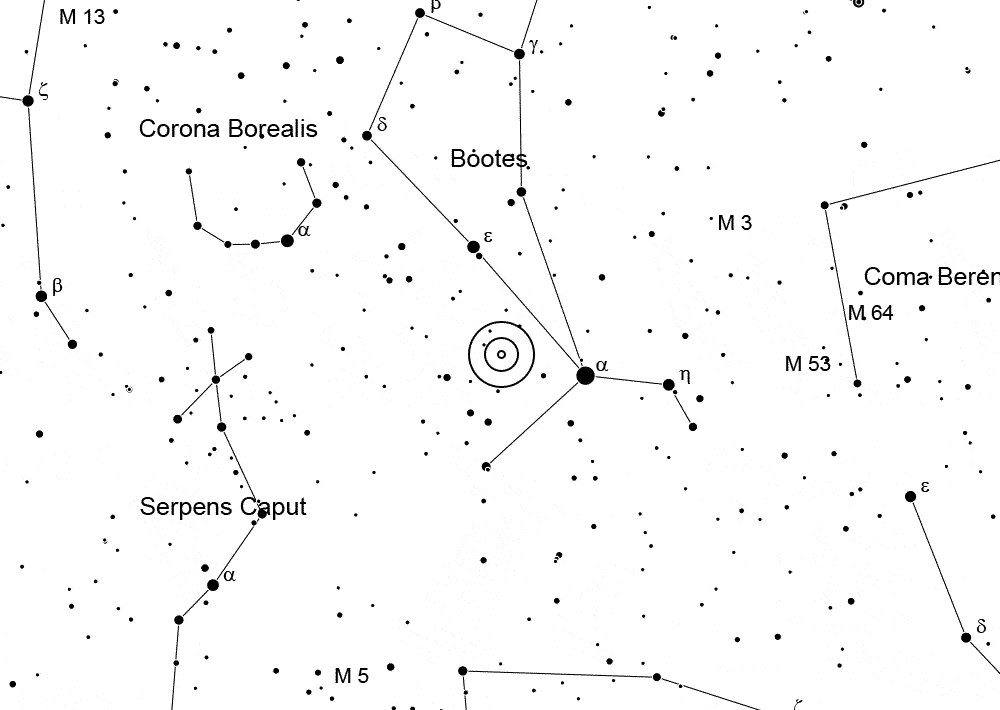 β
M 13
γ
ζ
Corona Borealis
δ
Bootes
M 3
α
ε
Coma Beren
β
M 64
M 53
α
η
ε
Serpens Caput
α
δ
M 5
ζ